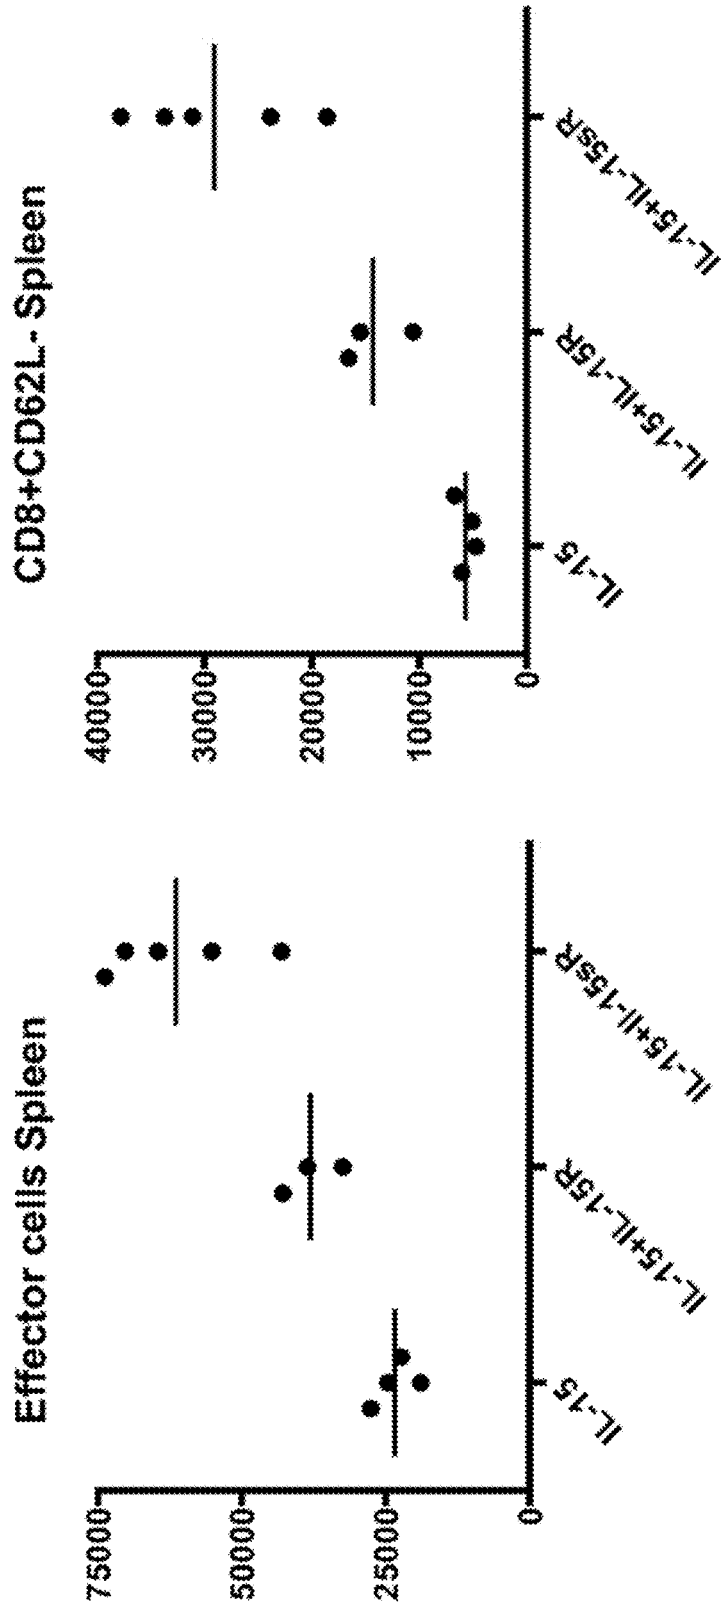 Effector cells Spleen
75000
50000
25000
0
IL-15
IL-15+IL-15R
IL-15+Il-15sR
CD8+CD62L- Spleen
40000
30000
20000
10000
0
IL-15
IL-15+IL-15R
IL-15+IL-15sR